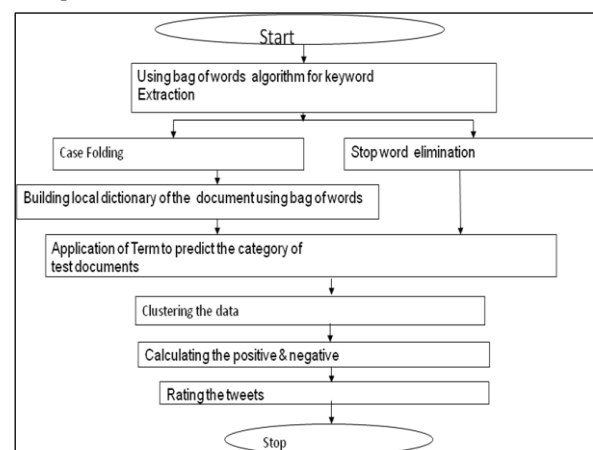 Start
Using bag of words algorithm for keyword
Extraction
Case Folding
Stop word elimination
Building local dictionary of the document using bag of words
Application of Term to predict the category of
test documents
Clustering the data
Calculating the positive & negative
Rating the tweets
Stop